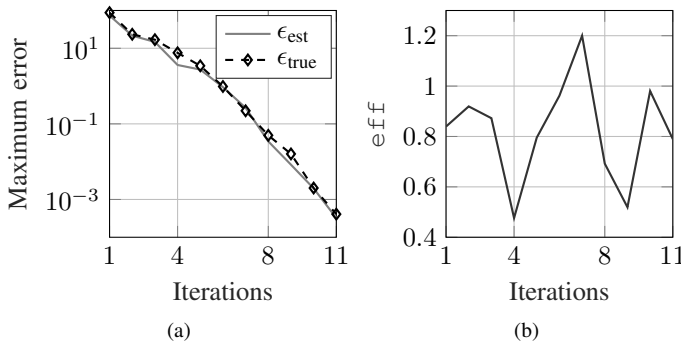 10^1
10^{-1}
10^{-3}
Maximum error
ϵ_est
ϵ_true
1 4 8 11
Iterations
(a)
1.2
1
0.8
0.6
0.4
eff
1 4 8 11
Iterations
(b)